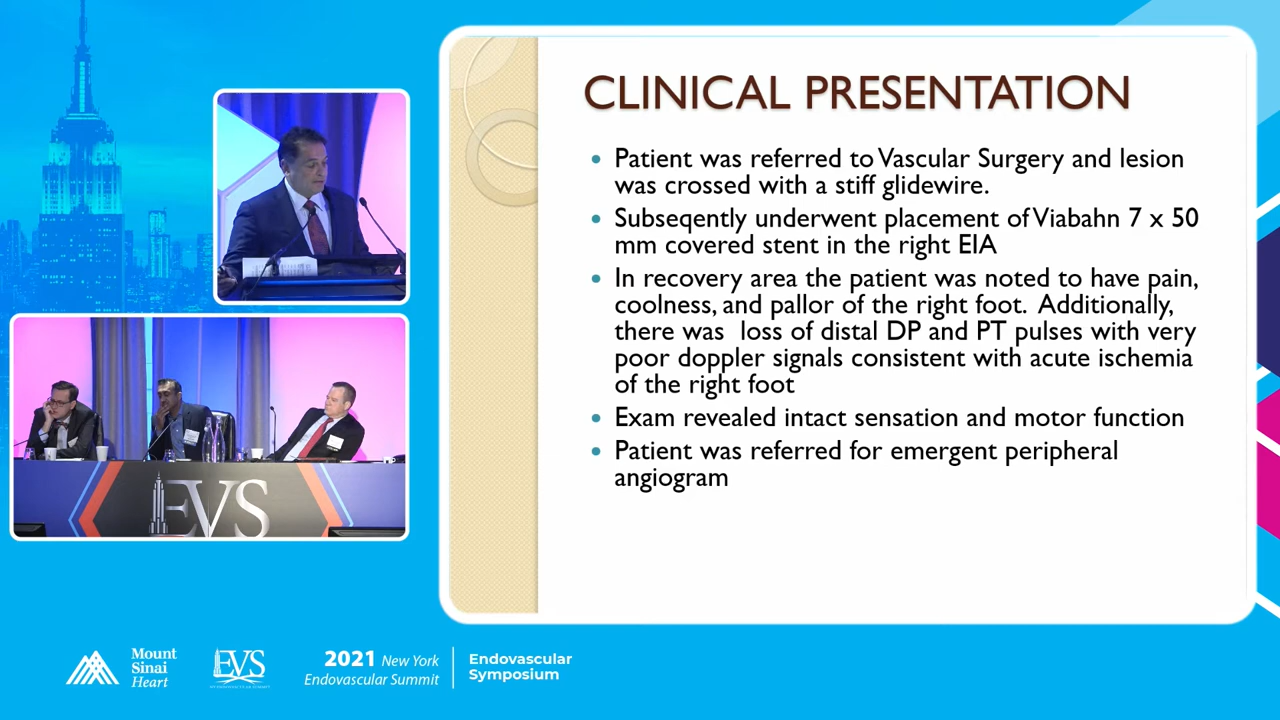 CLINICAL PRESENTATION
• Patient was referred to Vascular Surgery and lesion
was crossed with a stiff glidewire.
• Subseqently underwent placement of Viabahn 7 x 50
mm covered stent in the right EIA
• In recovery area the patient was noted to have pain,
coolness, and pallor of the right foot. Additionally,
there was loss of distal DP and PT pulses with very
poor doppler signals consistent with acute ischemia
of the right foot
• Exam revealed intact sensation and motor function
• Patient was referred for emergent peripheral
angiogram
EVS
Mount
Sinai
Heart
EVS
2021 New York
Endovascular Summit
Endovascular
Symposium